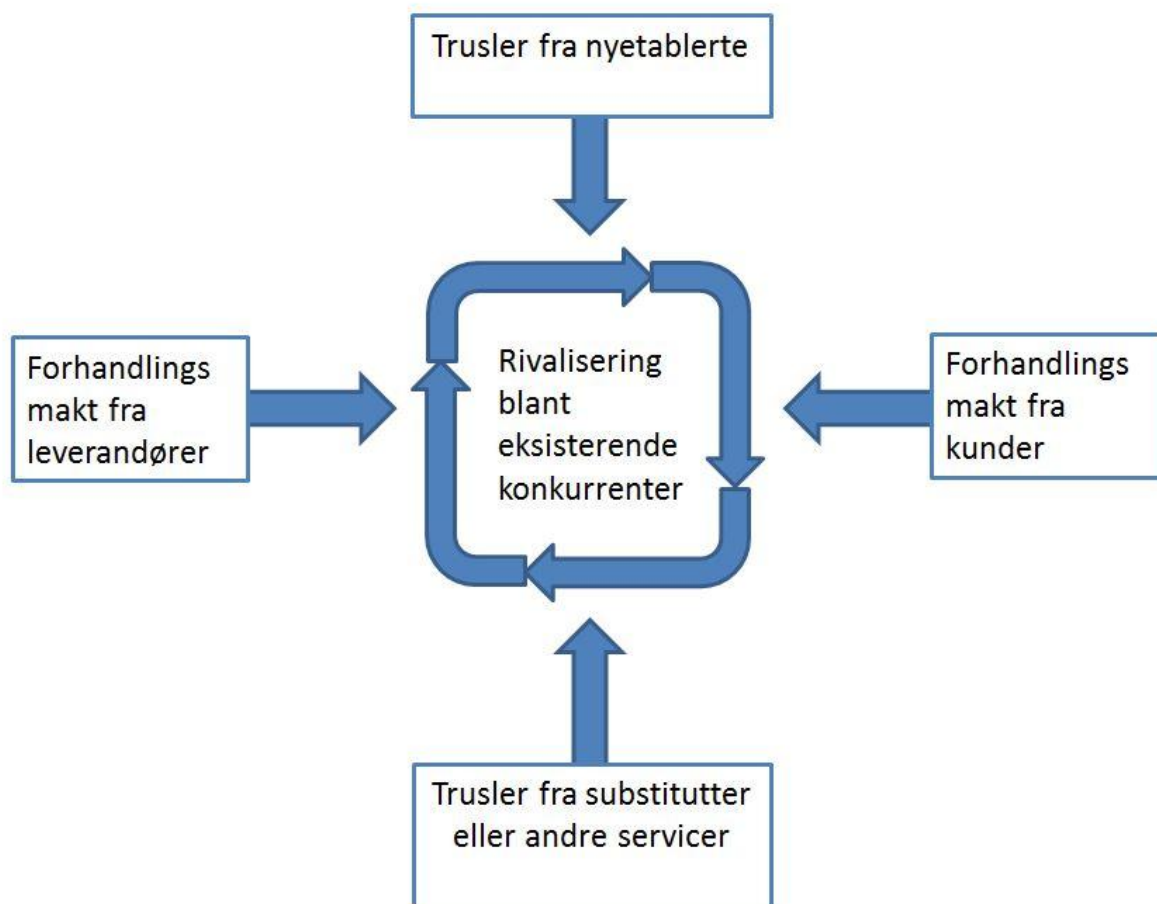 Trusler fra nyetablerte
Forhandlings
makt fra
leverandører
Rivalisering
blant
eksisterende
konkurrenter
Forhandlings
makt fra
kunder
Trusler fra substitutter
eller andre servicer